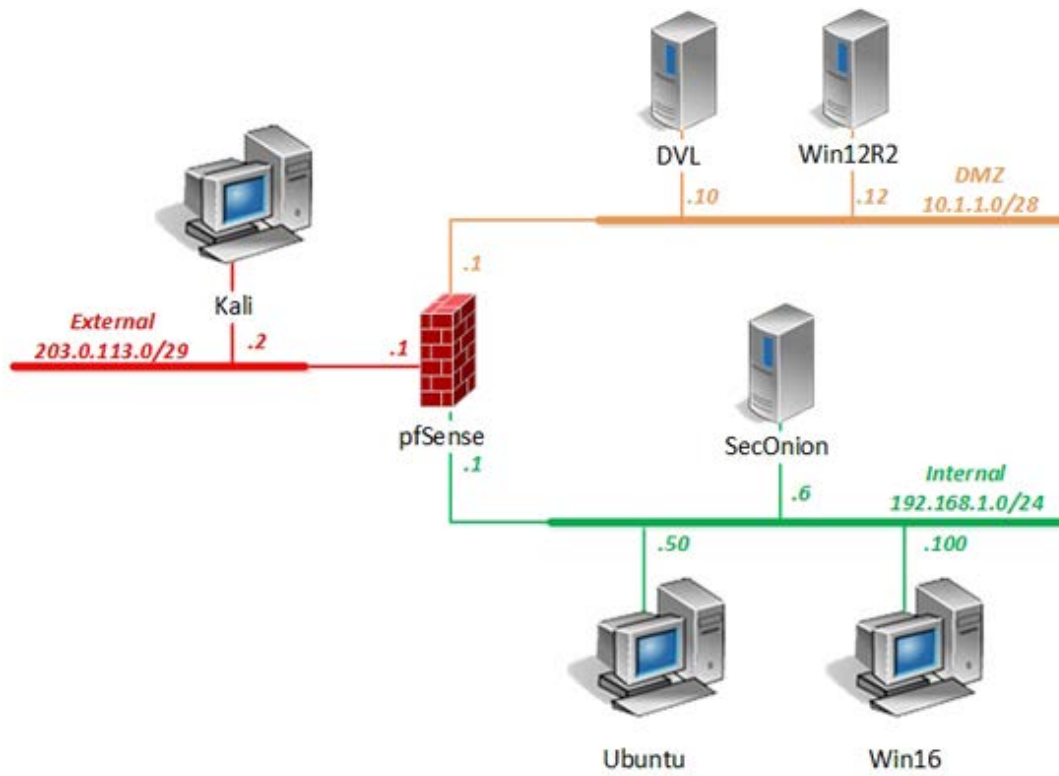 DVL
Win12R2
.10
.12
DMZ
10.1.1.0/28
.1
Kali
External
203.0.113.0/29
.2
.1
pfSense
.1
SecOnion
.6
Internal
192.168.1.0/24
.50
.100
Ubuntu
Win16